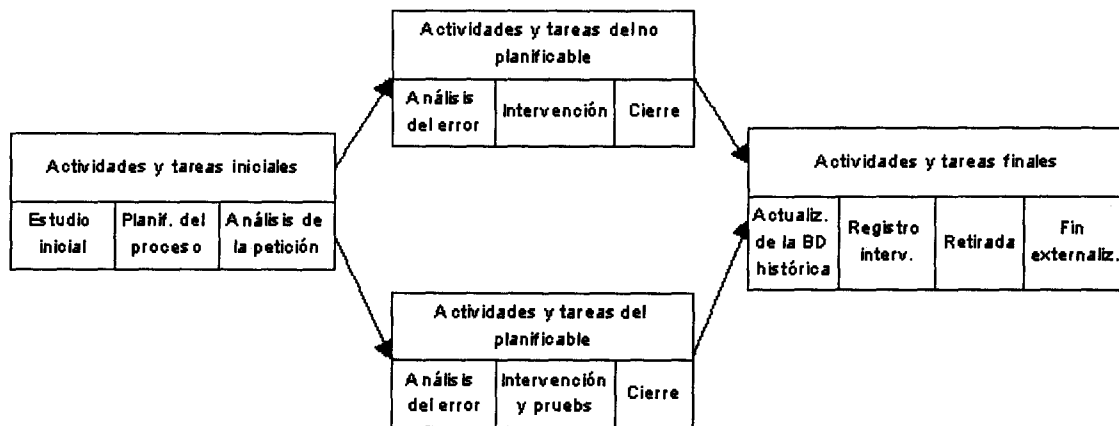 Actividades y tareas iniciales
Estudio
inicial
Planif. del
proceso
Análisis de
la petición
Actividades y tareas del no
planificable
Análisis
del error
Intervención
Cierre
Actividades y tareas del
planificable
Análisis
del error
Intervención
y pruebs
Cierre
Actividades y tareas finales
Actualiz.
de la BD
histórica
Registro
interv.
Retirada
Fin
externaliz.